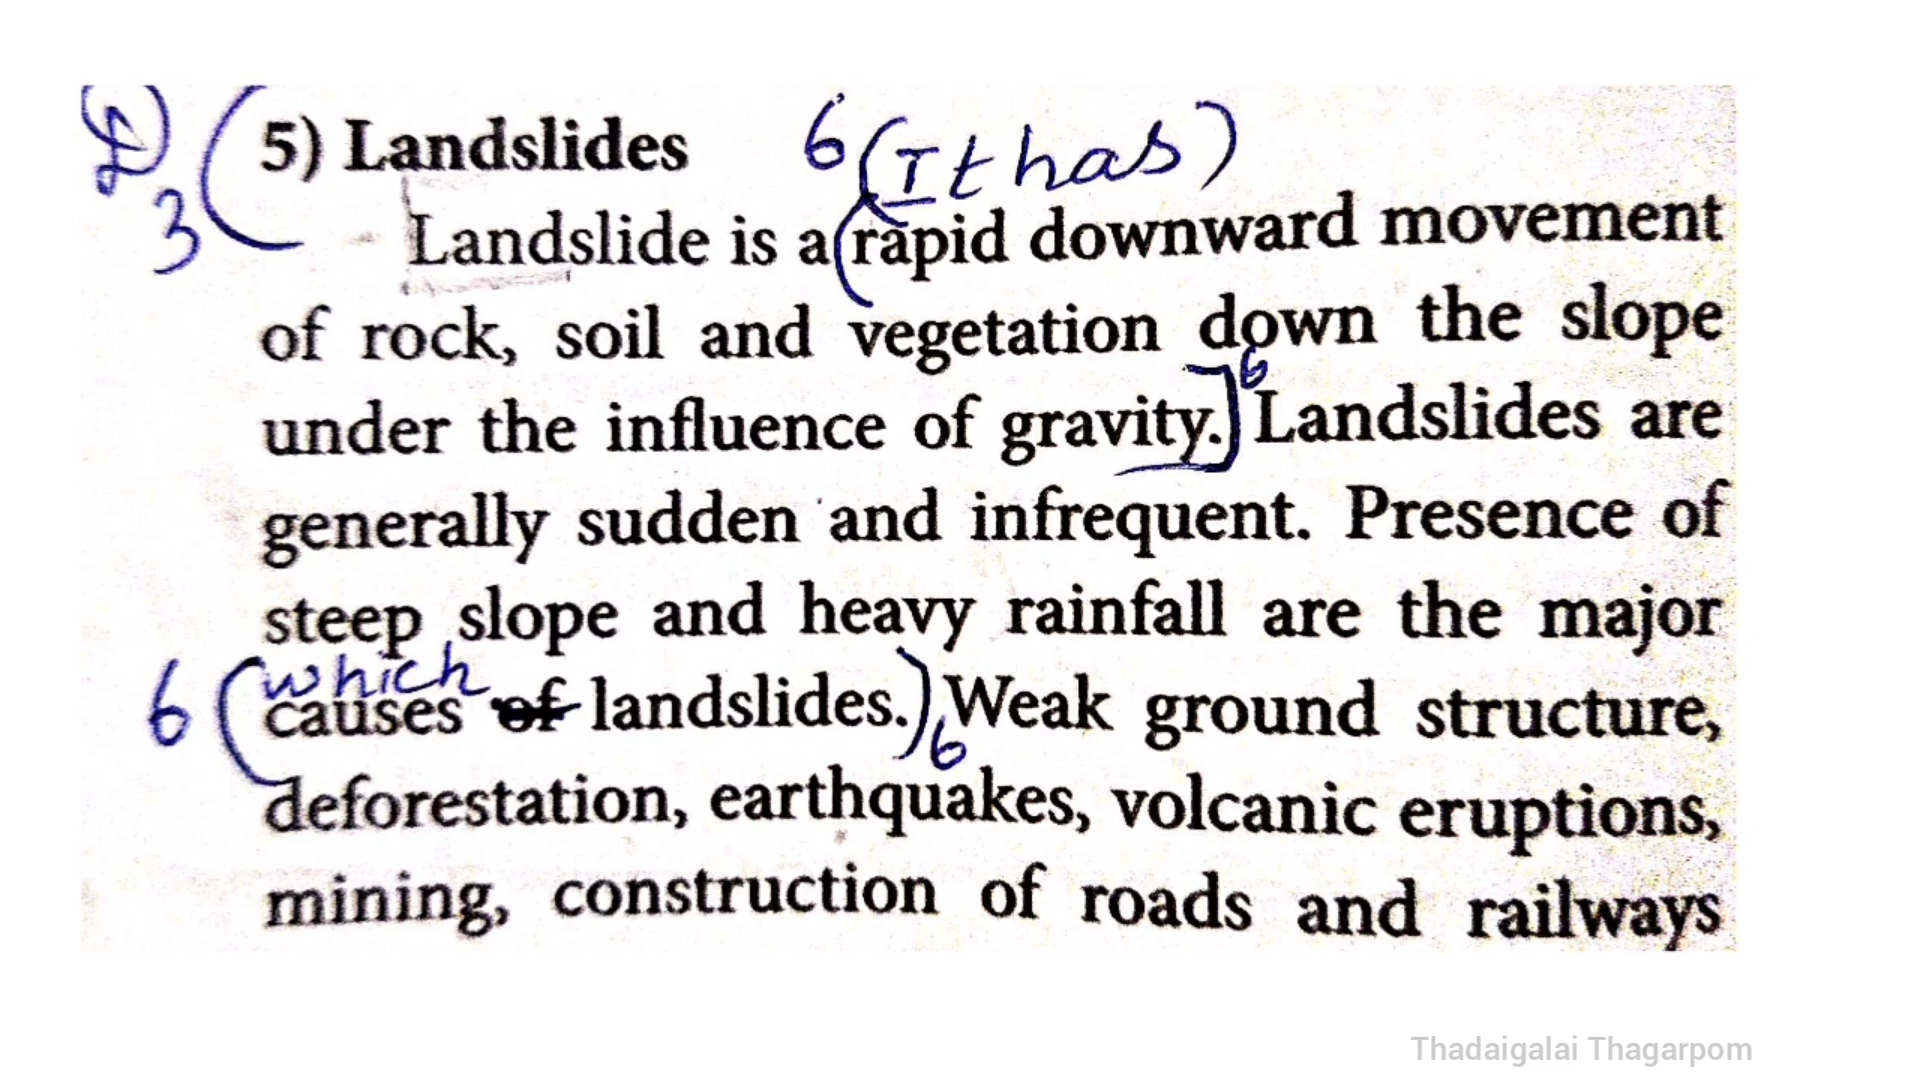 D
3
5) Landslides 6 (It has)
Landslide is a (rapid downward movement
of rock, soil and vegetation down the slope
under the influence of gravity.] 6 Landslides are
generally sudden and infrequent. Presence of
steep slope and heavy rainfall are the major
which
6 (causes of landslides.) 6 Weak ground structure,
deforestation, earthquakes, volcanic eruptions,
mining, construction of roads and railways
Thadaigalai Thagarpom